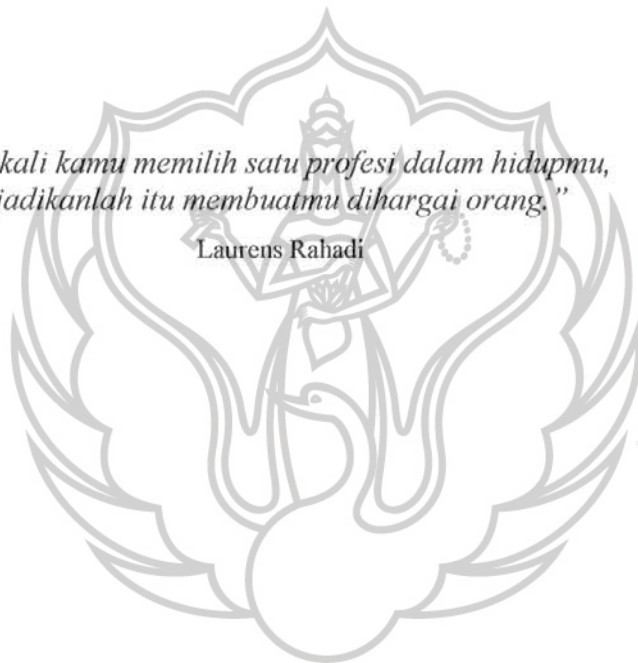 kali kamu memilih satu profesi dalam hidupmu,
jadikanlah itu membuatmu dihargai orang.”
Laurens Rahadi